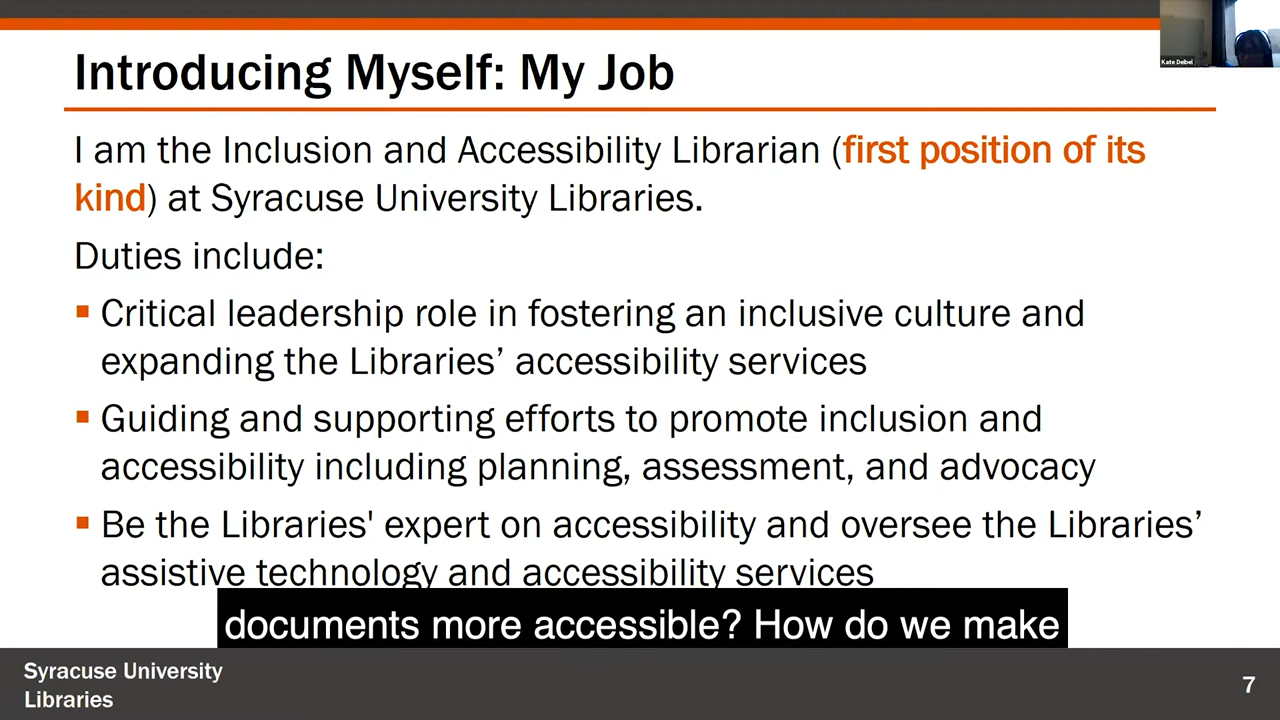 Kate Deibel
Introducing Myself: My Job
I am the Inclusion and Accessibility Librarian (first position of its
kind) at Syracuse University Libraries.
Duties include:
▪ Critical leadership role in fostering an inclusive culture and
expanding the Libraries’ accessibility services
▪ Guiding and supporting efforts to promote inclusion and
accessibility including planning, assessment, and advocacy
▪ Be the Libraries' expert on accessibility and oversee the Libraries’
assistive technology and accessibility services
documents more accessible? How do we make
Syracuse University
Libraries
7